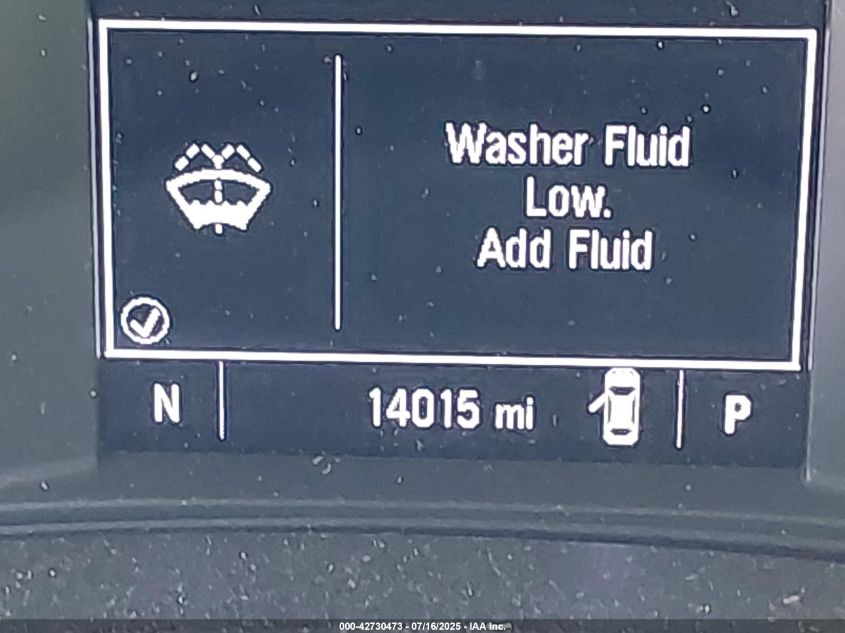 Washer Fluid
Low.
Add Fluid
N 14015 mi P
000-42730473 - 07/16/2025 - IAA Inc.